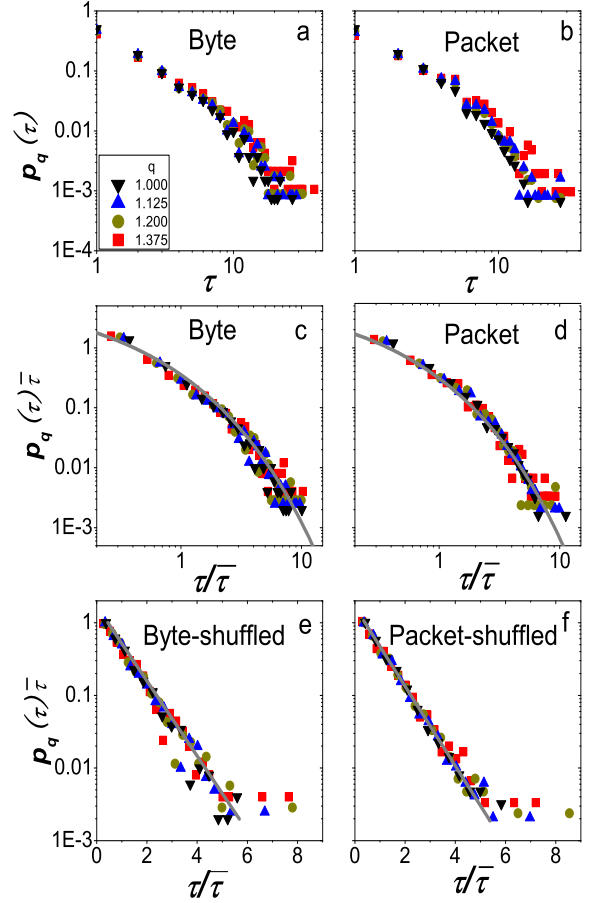 Byte a
Packet b
1
0.1
0.01
1E-3
1E-4
p_q(τ)
q
1.000
1.125
1.200
1.375
1 10
τ
1 10
τ
Byte c
Packet d
1
0.1
0.01
1E-3
p_q(τ)τ̅
1 10
τ/τ̅
1 10
τ/τ̅
Byte-shuffled e
Packet-shuffled f
1
0.1
0.01
1E-3
p_q(τ)τ̅
0 2 4 6 8
τ/τ̅
0 2 4 6 8
τ/τ̅